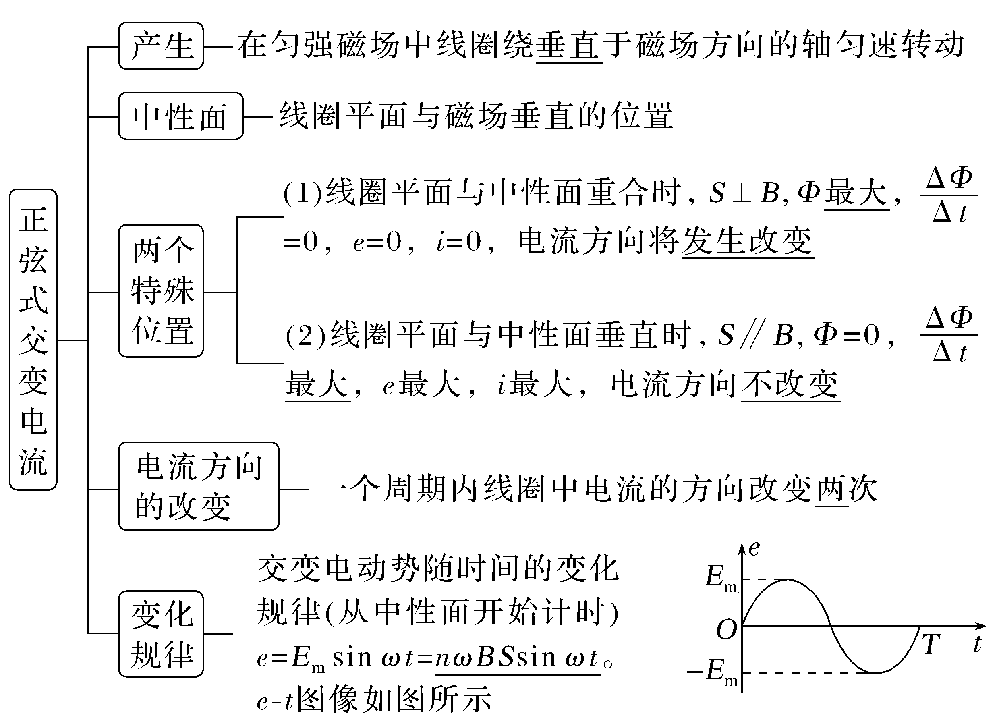 正弦式交变电流
产生
在匀强磁场中线圈绕垂直于磁场方向的轴匀速转动
中性面
线圈平面与磁场垂直的位置
两个
特殊
位置
(1)线圈平面与中性面重合时, S⊥B, Φ最大, ΔΦ/Δt
=0, e=0, i=0, 电流方向将发生改变
(2)线圈平面与中性面垂直时, S∥B, Φ=0, ΔΦ/Δt
最大, e最大, i最大, 电流方向不改变
电流方向
的改变
一个周期内线圈中电流的方向改变两次
变化
规律
交变电动势随时间的变化
规律(从中性面开始计时)
e=Eₘ sin ωt=nωBSsin ωt。
e-t图像如图所示
e
Eₘ
O
T
t
-Eₘ